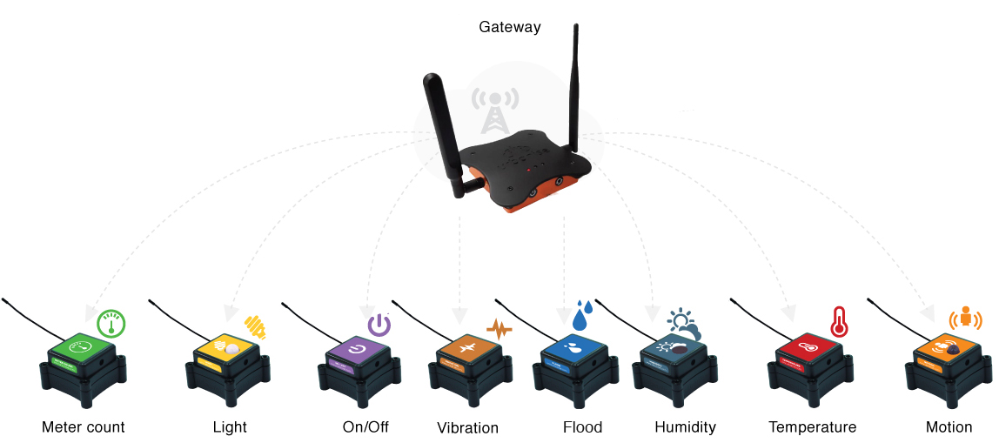 Gateway
Meter count
Light
On/Off
Vibration
Flood
Humidity
Temperature
Motion